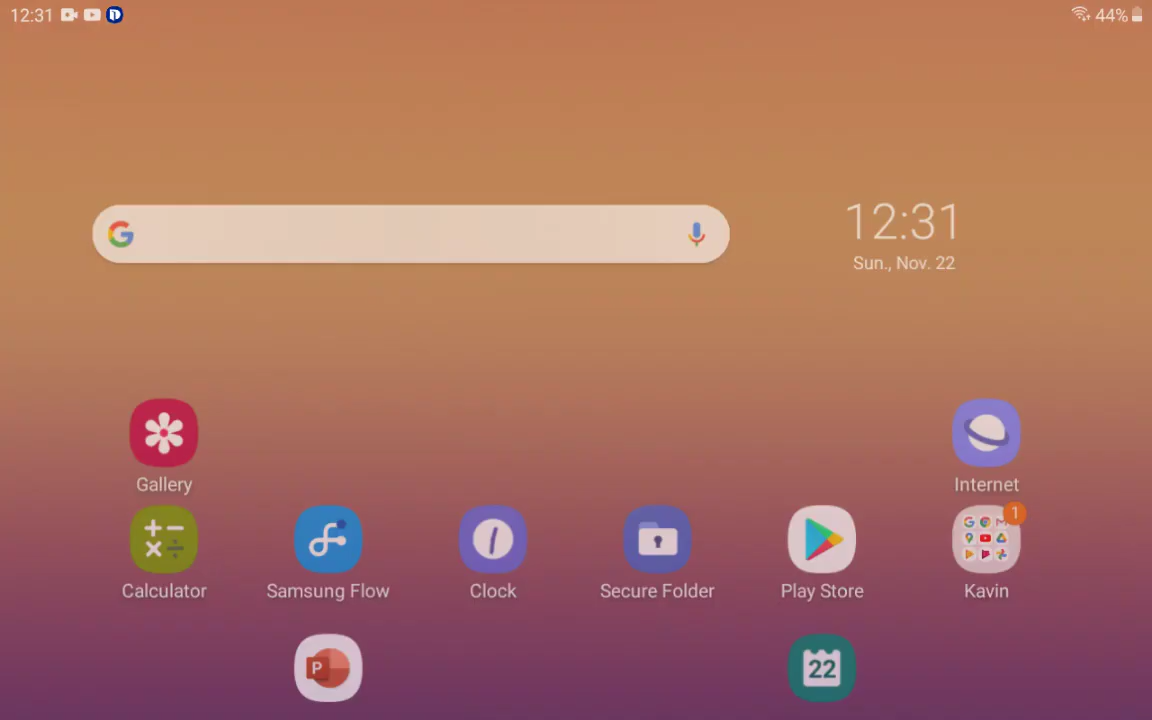 12:31 44%
12:31
Sun., Nov. 22
Gallery Internet
1
Calculator Samsung Flow Clock Secure Folder Play Store Kavin
P 22